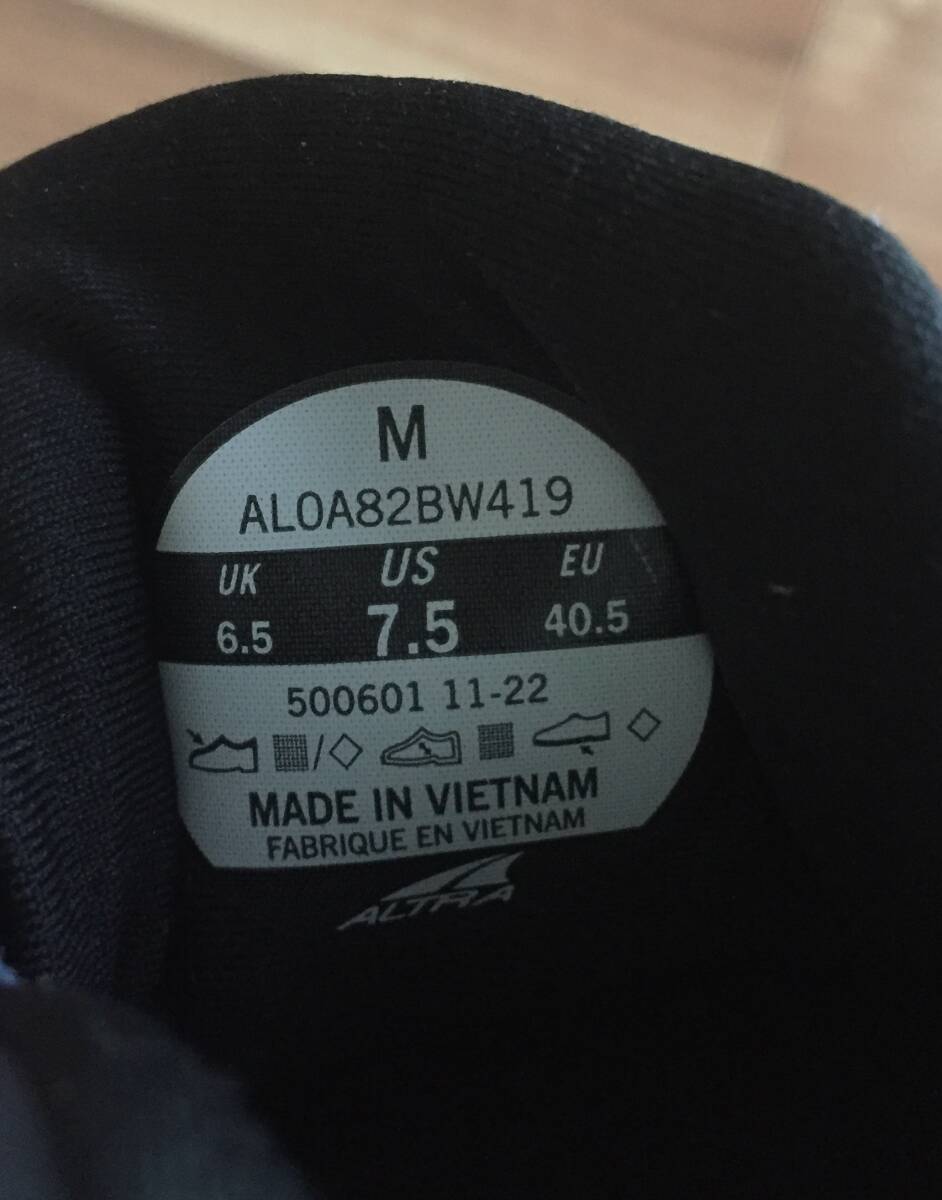 M
AL0A82BW419
UK US EU
6.5 7.5 40.5
500601 11-22
/
MADE IN VIETNAM
FABRIQUE EN VIETNAM
ALTRA